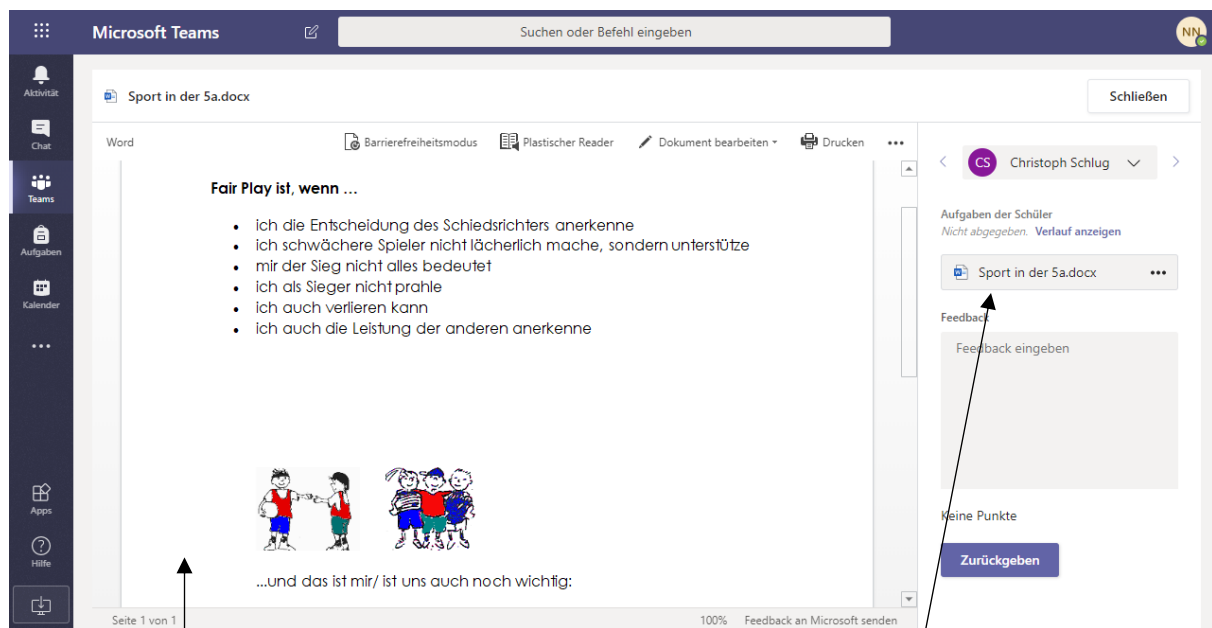 Microsoft Teams
Suchen oder Befehl eingeben
NN
Aktivität
Chat
Teams
Aufgaben
Kalender
Apps
Hilfe
Sport in der 5a.docx
Schließen
Word
Barrierefreiheitsmodus
Plastischer Reader
Dokument bearbeiten
Drucken
Fair Play ist, wenn …
• ich die Entscheidung des Schiedsrichters anerkenne
• ich schwächere Spieler nicht lächerlich mache, sondern unterstütze
• mir der Sieg nicht alles bedeutet
• ich als Sieger nicht prahle
• ich auch verlieren kann
• ich auch die Leistung der anderen anerkenne
...und das ist mir/ ist uns auch noch wichtig:
Seite 1 von 1
100%
Feedback an Microsoft senden
CS
Christoph Schlug
Aufgaben der Schüler
Nicht abgegeben. Verlauf anzeigen
Sport in der 5a.docx
Feedback
Feedback eingeben
Keine Punkte
Zurückgeben